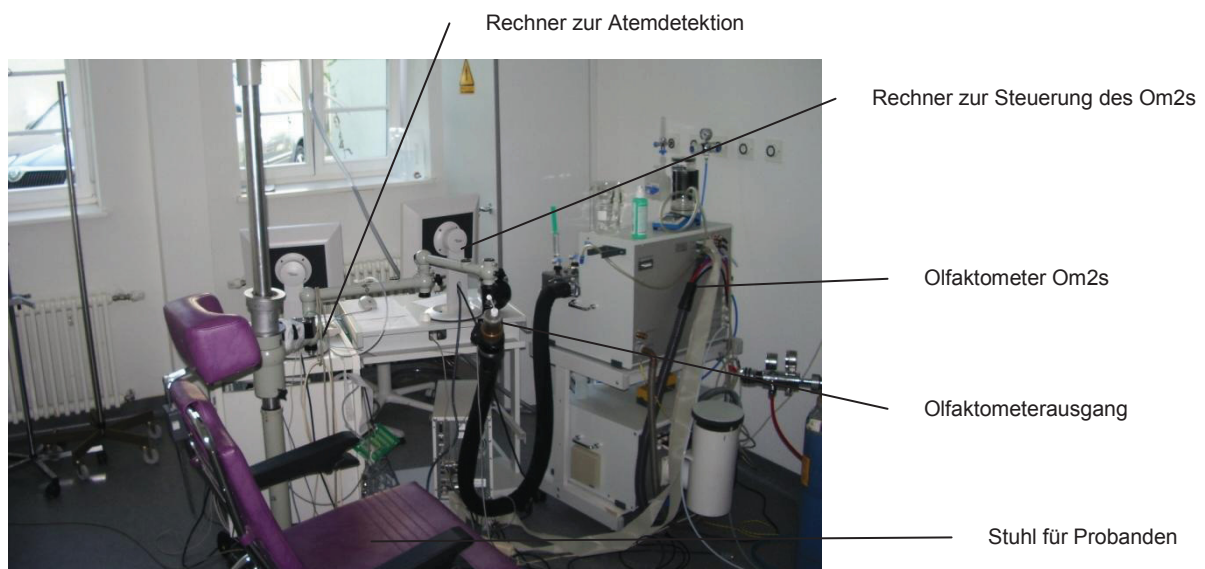 Rechner zur Atemdetektion
Rechner zur Steuerung des Om2s
Olfaktometer Om2s
Olfaktometerausgang
Stuhl für Probanden